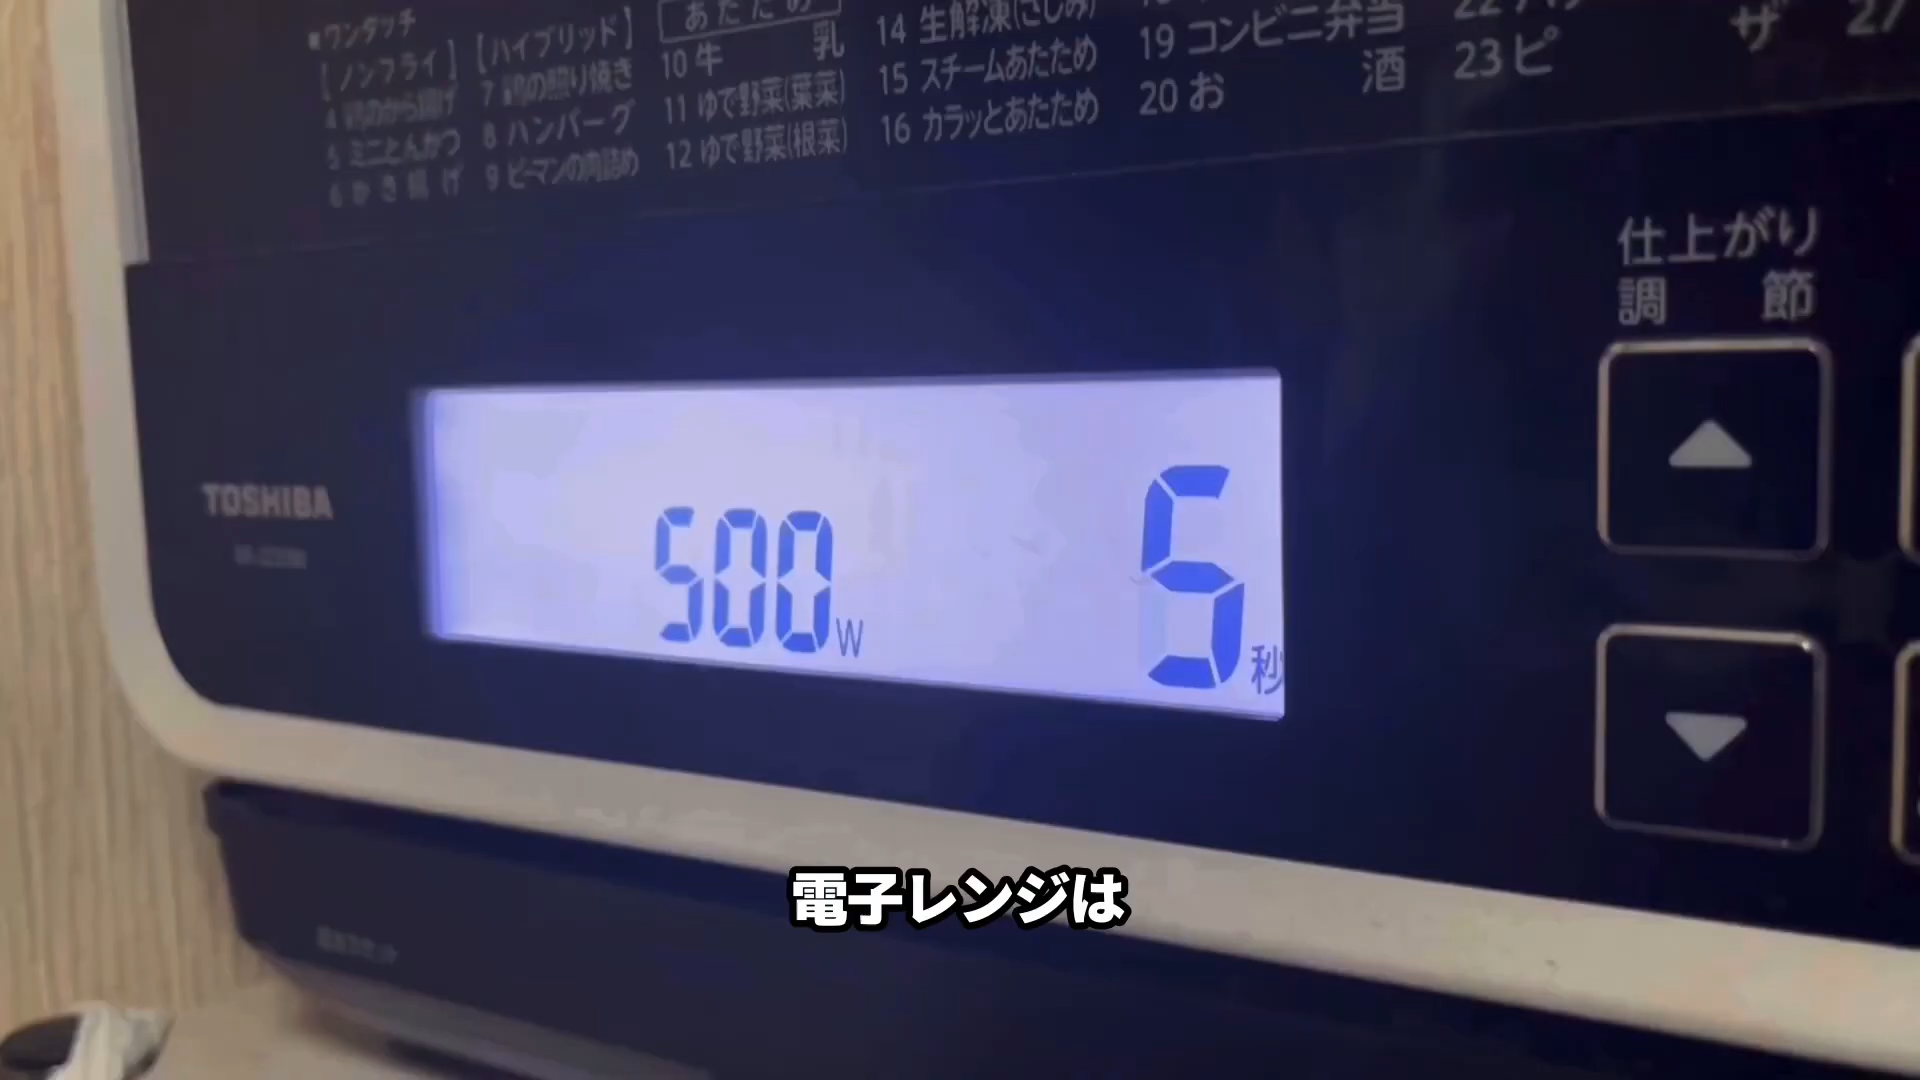 ■ワンタッチ
【ノンフライ】【ハイブリッド】
4 鶏のから揚げ 7 鶏の照り焼き
5 ミニとんかつ 8 ハンバーグ
6 かき揚げ 9 ピーマンの肉詰め
あたため
10 牛乳
11 ゆで野菜(葉菜)
12 ゆで野菜(根菜)
14 生解凍(さしみ)
15 スチームあたため
16 カラッとあたため
19 コンビニ弁当
20 お酒
23 ピザ
27
仕上がり
調節
TOSHIBA
500W 5秒
電子レンジは